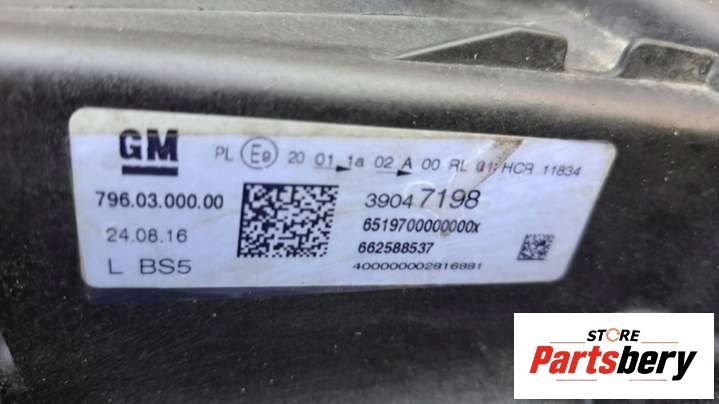 GM
PL E9 20 01 1a 02 A 00 RL 01 HCR 11834
796.03.000.00
39047198
6519700000000X
24.08.16
662588537
L BS5
400000002816881
STORE
Partsbery